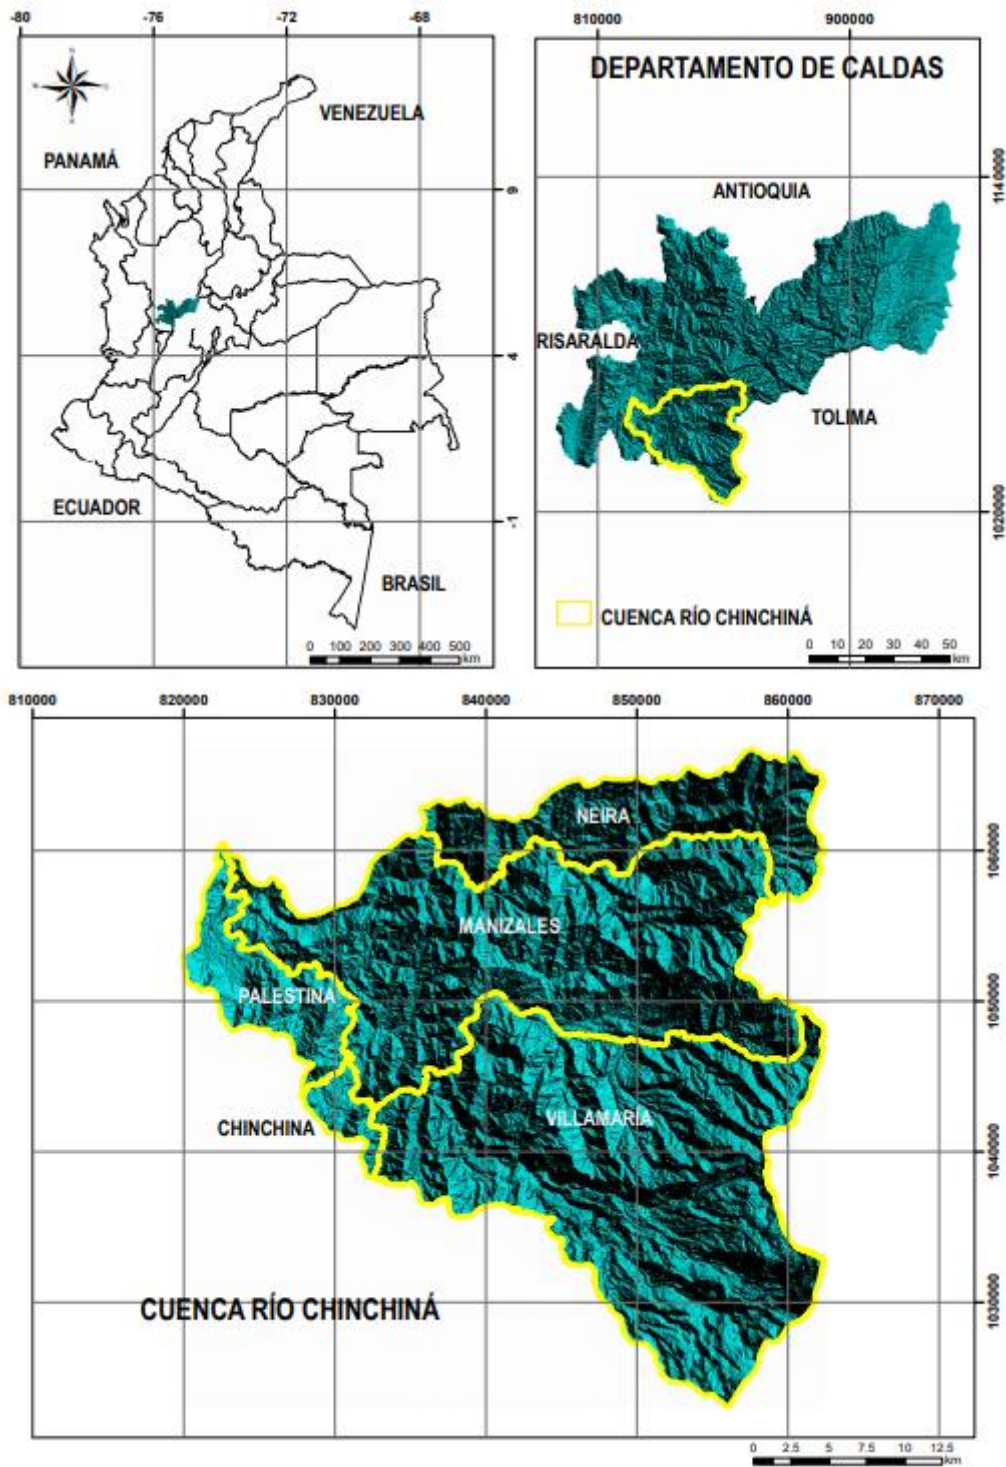 -80 -76 -72 -68
VENEZUELA
PANAMÁ
9
4
ECUADOR
-1
BRASIL
0 100 200 300 400 500
km
810000 900000
DEPARTAMENTO DE CALDAS
1140000
ANTIOQUIA
RISARALDA
TOLIMA
1020000
CUENCA RÍO CHINCHINÁ
0 10 20 30 40 50
km
810000 820000 830000 840000 850000 860000 870000
NEIRA
1060000
MANIZALES
PALESTINA
1050000
VILLAMARÍA
CHINCHINA
1040000
CUENCA RÍO CHINCHINÁ
1030000
0 2.5 5 7.5 10 12.5
km